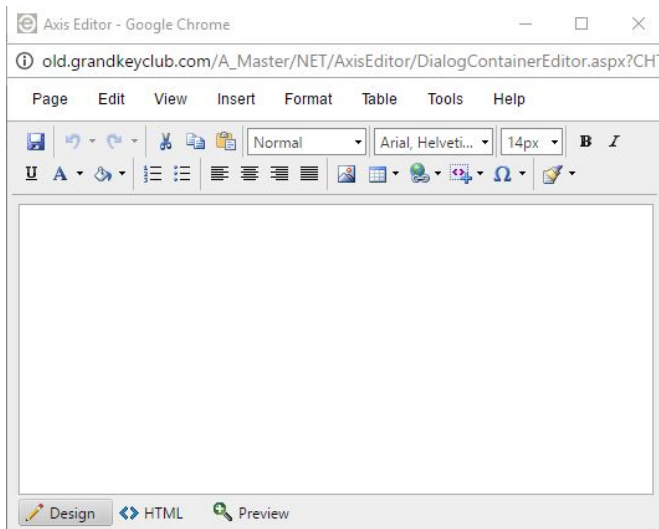 Axis Editor - Google Chrome
old.grandkeyclub.com/A_Master/NET/AxisEditor/DialogContainerEditor.aspx?CHT
Page Edit View Insert Format Table Tools Help
Normal Arial, Helveti... 14px B I
U A Ω
Design HTML Preview